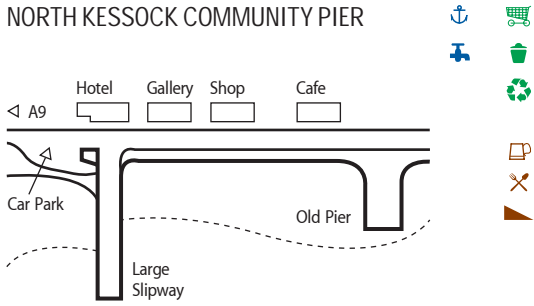 NORTH KESSOCK COMMUNITY PIER
Hotel
Gallery
Shop
Cafe
A9
Car Park
Old Pier
Large
Slipway